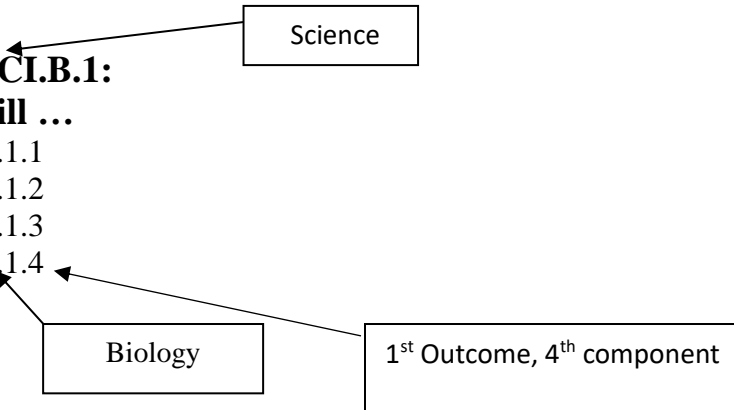 Science
CI.B.1:
ill …
.1.1
.1.2
.1.3
.1.4
Biology
1st Outcome, 4th component